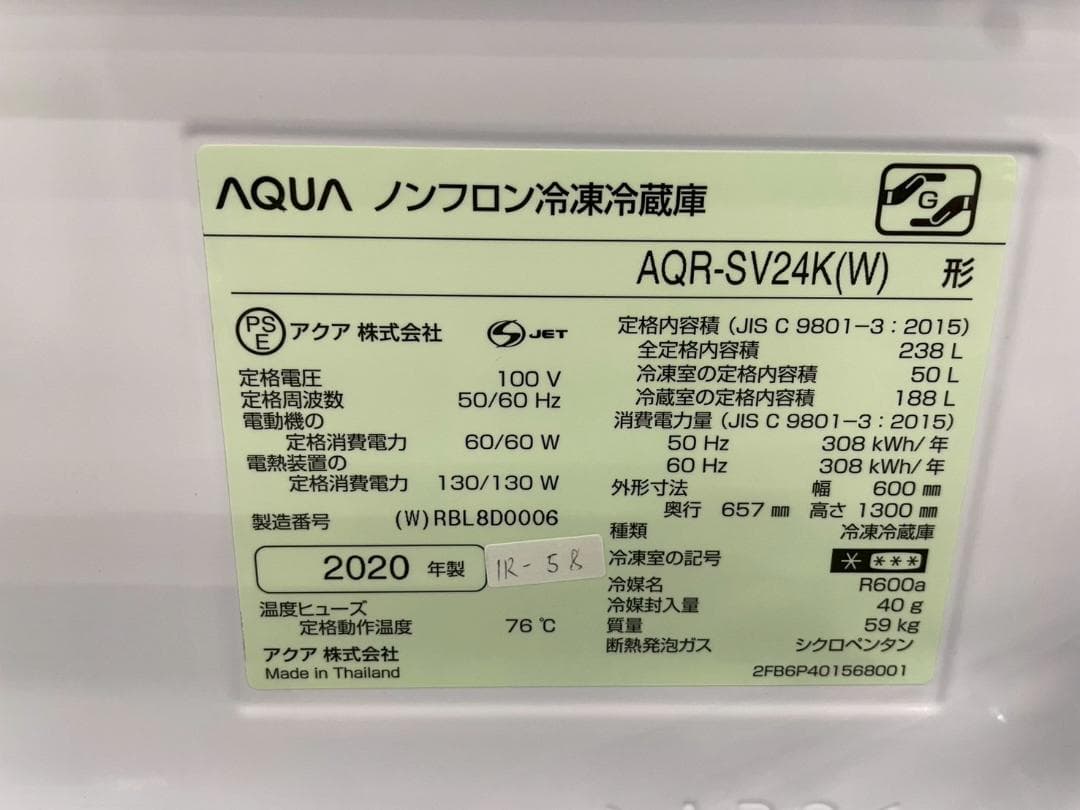 AQUA ノンフロン冷凍冷蔵庫
G
AQR-SV24K(W) 形
PSE アクア 株式会社 S JET
定格電圧 100 V
定格周波数 50/60 Hz
電動機の
定格消費電力 60/60 W
電熱装置の
定格消費電力 130/130 W
製造番号 (W)RBL8D0006
2020 年製
1R-58
温度ヒューズ
定格動作温度 76 ℃
アクア 株式会社
Made in Thailand
定格内容積 (JIS C 9801-3:2015)
全定格内容積 238 L
冷凍室の定格内容積 50 L
冷蔵室の定格内容積 188 L
消費電力量 (JIS C 9801-3:2015)
50 Hz 308 kWh/年
60 Hz 308 kWh/年
外形寸法 幅 600 mm
奥行 657 mm 高さ 1300 mm
種類 冷凍冷蔵庫
冷凍室の記号 * ***
冷媒名 R600a
冷媒封入量 40 g
質量 59 kg
断熱発泡ガス シクロペンタン
2FB6P401568001